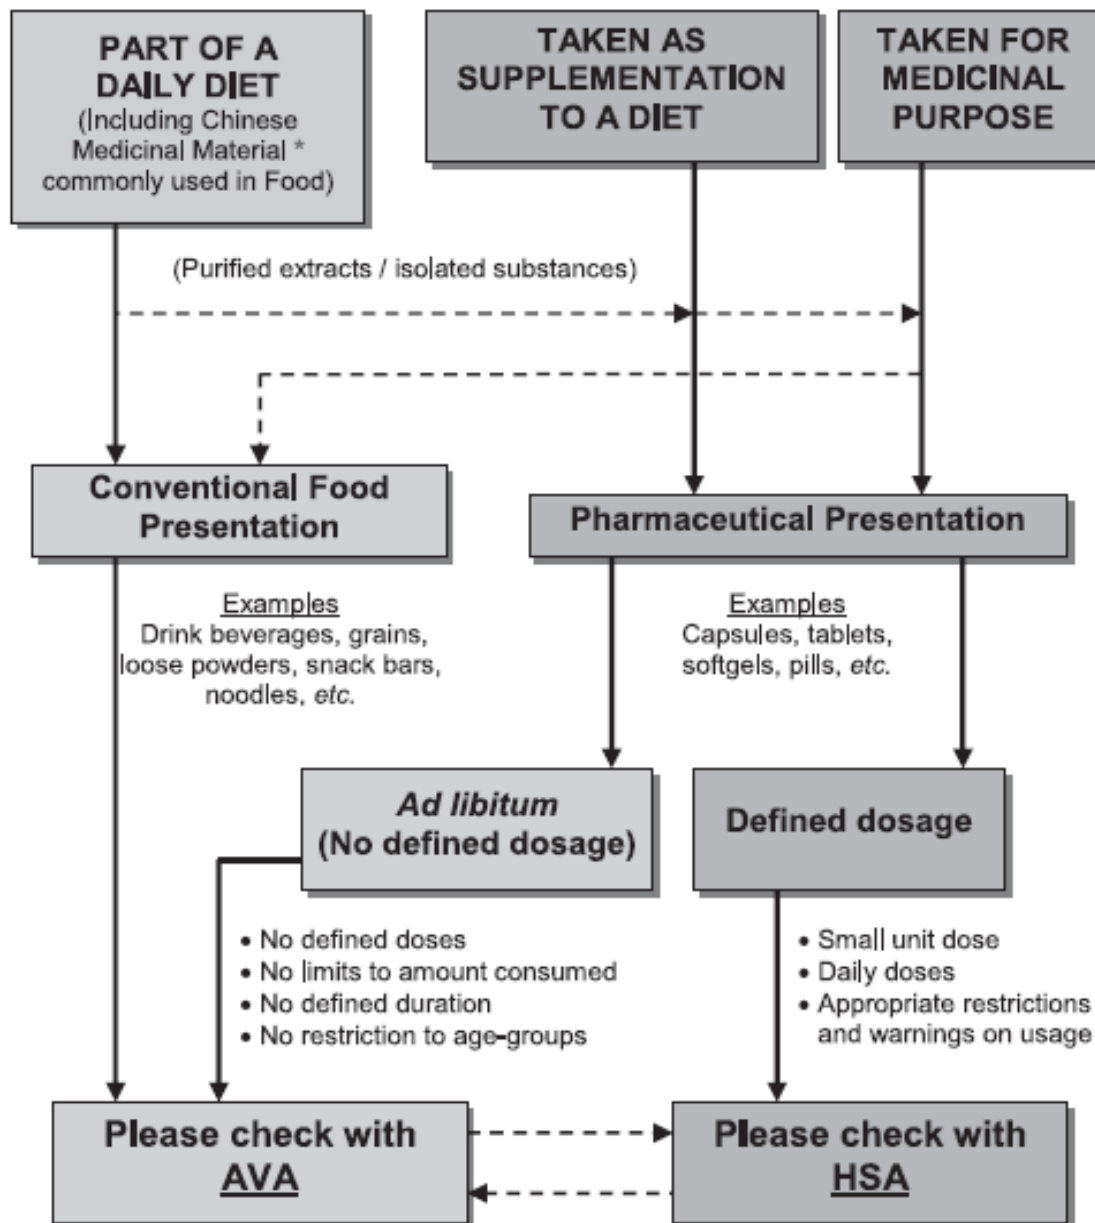 PART OF A
DAILY DIET
(Including Chinese
Medicinal Material *
commonly used in Food)
TAKEN AS
SUPPLEMENTATION
TO A DIET
TAKEN FOR
MEDICINAL
PURPOSE
(Purified extracts / isolated substances)
Conventional Food
Presentation
Pharmaceutical Presentation
Examples
Drink beverages, grains,
loose powders, snack bars,
noodles, etc.
Examples
Capsules, tablets,
softgels, pills, etc.
Ad libitum
(No defined dosage)
Defined dosage
• No defined doses
• No limits to amount consumed
• No defined duration
• No restriction to age-groups
• Small unit dose
• Daily doses
• Appropriate restrictions
and warnings on usage
Please check with
AVA
Please check with
HSA